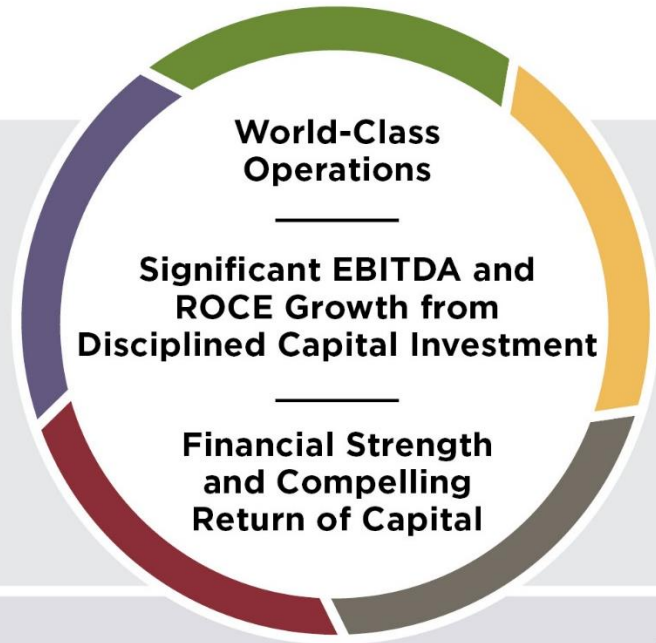 World-Class
Operations
Significant EBITDA and
ROCE Growth from
Disciplined Capital Investment
Financial Strength
and Compelling
Return of Capital